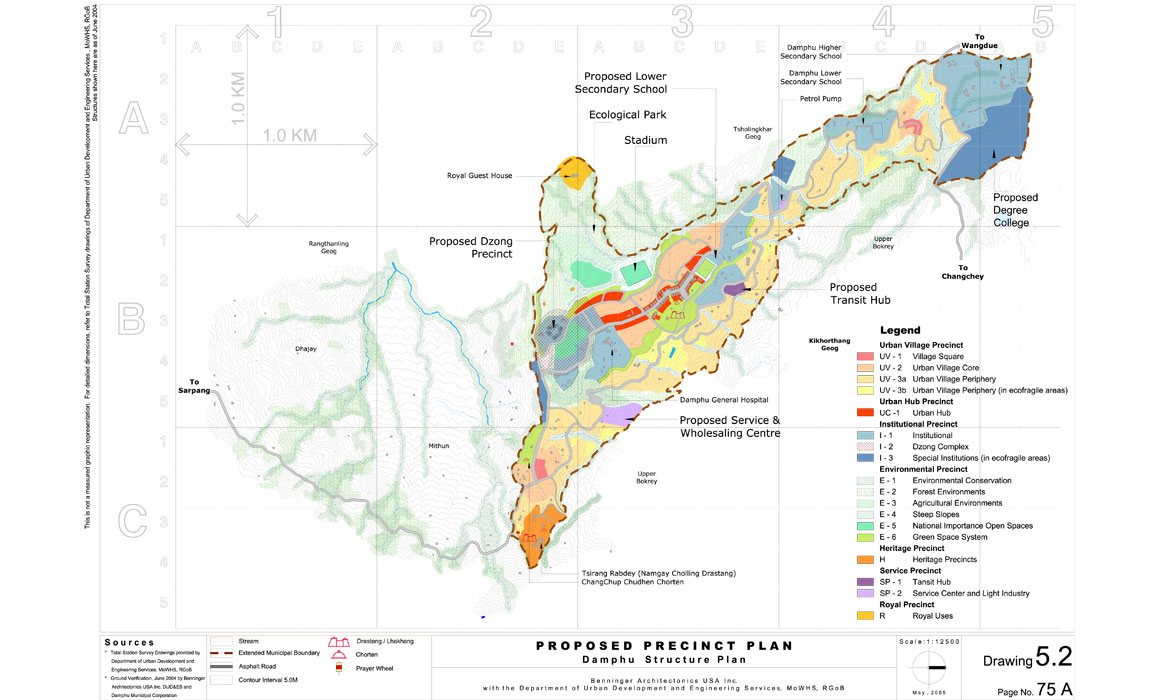 This is not a measured graphic representation. For detailed dimensions, refer to Total Station Survey drawings of Department of Urban Development and Engineering Services, MoWHS, RGoB
Structures shown here are as of June 2004
1 2 3 4 5
A B C D E A B C D E A B C D E A B C D E A B
A
1
2
3
4
5
B
1
2
3
4
5
C
1
2
3
4
5
1.0 KM
1.0 KM
To
Wangdue
Damphu Higher
Secondary School
Damphu Lower
Secondary School
Petrol Pump
Proposed Lower
Secondary School
Ecological Park
Stadium
Tsholingkhar
Geog
Royal Guest House
Proposed
Degree
College
Proposed Dzong
Precinct
Rangthanling
Geog
Upper
Bokrey
To
Changchey
Proposed
Transit Hub
Kikhorthang
Geog
Dhajay
To
Sarpang
Damphu General Hospital
Proposed Service &
Wholesaling Centre
Mithun
Upper
Bokrey
Tsirang Rabdey (Namgay Cholling Drastang)
ChangChup Chudhen Chorten
Legend
Urban Village Precinct
UV - 1 Village Square
UV - 2 Urban Village Core
UV - 3a Urban Village Periphery
UV - 3b Urban Village Periphery (in ecofragile areas)
Urban Hub Precinct
UC -1 Urban Hub
Institutional Precinct
I - 1 Institutional
I - 2 Dzong Complex
I - 3 Special Institutions (in ecofragile areas)
Environmental Precinct
E - 1 Environmental Conservation
E - 2 Forest Environments
E - 3 Agricultural Environments
E - 4 Steep Slopes
E - 5 National Importance Open Spaces
E - 6 Green Space System
Heritage Precinct
H Heritage Precincts
Service Precinct
SP - 1 Tansit Hub
SP - 2 Service Center and Light Industry
Royal Precinct
R Royal Uses
Sources
* Total Station Survey Drawings provided by
Department of Urban Development and
Engineering Services, MoWHS, RGoB
* Ground Verification, June 2004 by Benninger
Architectonics USA.Inc, DUD&ES and
Damphu Municipal Corporation
Stream
Extended Municipal Boundary
Asphalt Road
Contour Interval 5.0M
Drastang / Lhakhang
Chorten
Prayer Wheel
PROPOSED PRECINCT PLAN
Damphu Structure Plan
Benninger Architectonics USA Inc.
with the Department of Urban Development and Engineering Services, MoWHS, RGoB
Scale:1:12500
May, 2005
Drawing 5.2
Page No. 75 A